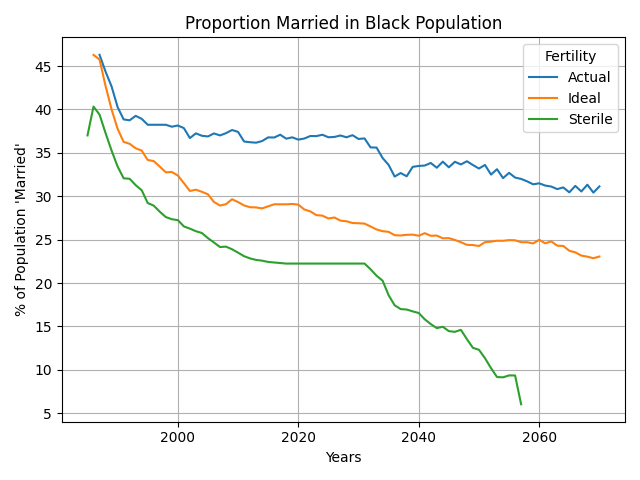 Proportion Married in Black Population
% of Population 'Married'
45
40
35
30
25
20
15
10
5
2000 2020 2040 2060
Years
Fertility
Actual
Ideal
Sterile